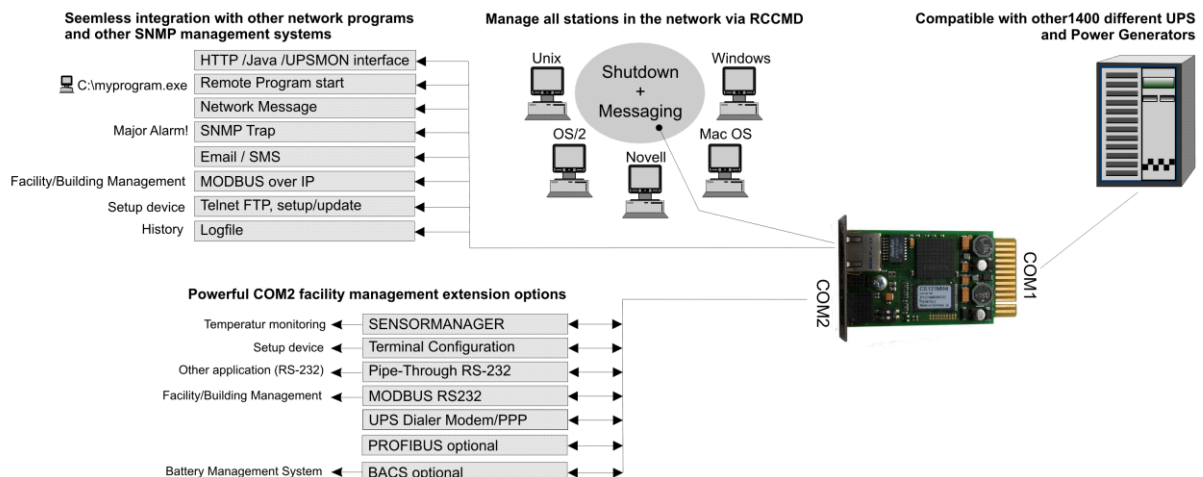 Seemless integration with other network programs
and other SNMP management systems
HTTP /Java /UPSMON interface
C:\myprogram.exe Remote Program start
Network Message
Major Alarm! SNMP Trap
Email / SMS
Facility/Building Management MODBUS over IP
Setup device Telnet FTP, setup/update
History Logfile
Manage all stations in the network via RCCMD
Unix
Shutdown
+
Messaging
Windows
OS/2
Novell
Mac OS
Compatible with other1400 different UPS
and Power Generators
COM1
COM2
Powerful COM2 facility management extension options
Temperatur monitoring SENSORMANAGER
Setup device Terminal Configuration
Other application (RS-232) Pipe-Through RS-232
Facility/Building Management MODBUS RS232
UPS Dialer Modem/PPP
PROFIBUS optional
Battery Management System BACS optional